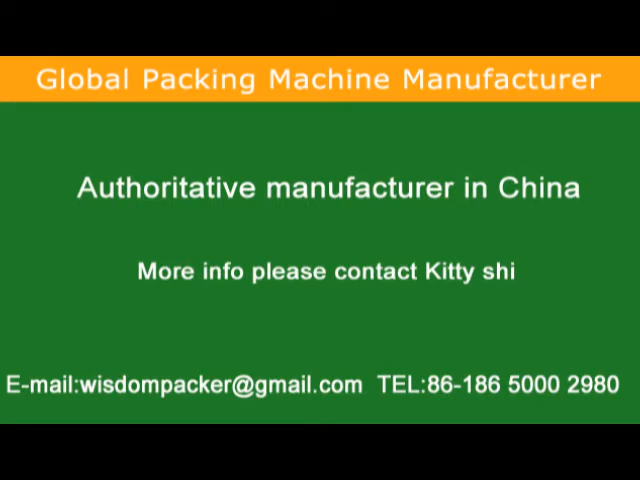 Global Packing Machine Manufacturer
Authoritative manufacturer in China
More info please contact Kitty shi
E-mail:wisdompacker@gmail.com TEL:86-186 5000 2980